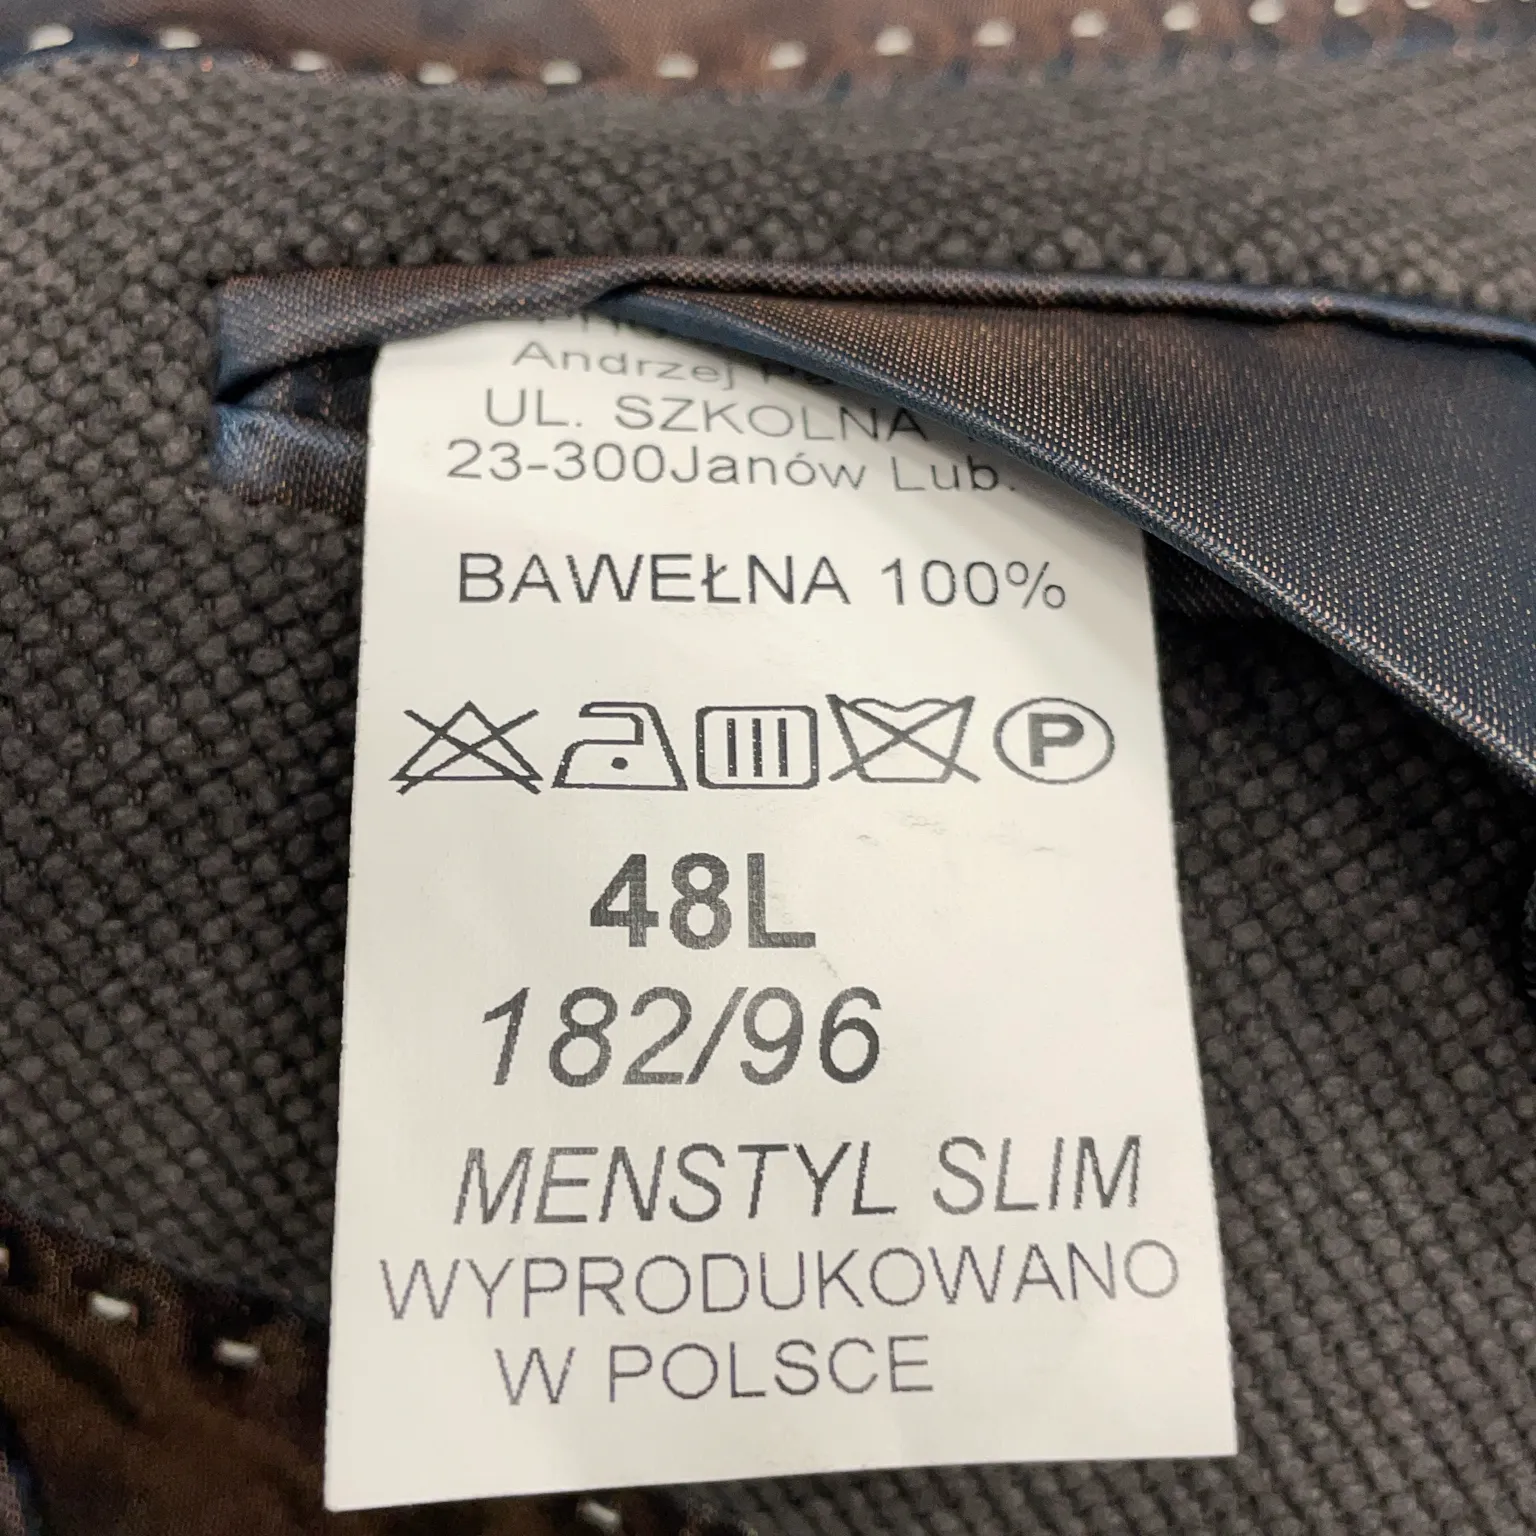 Andrzej
UL. SZKOLNA
23-300Janów Lub.
BAWEŁNA 100%
P
48L
182/96
MENSTYL SLIM
WYPRODUKOWANO
W POLSCE